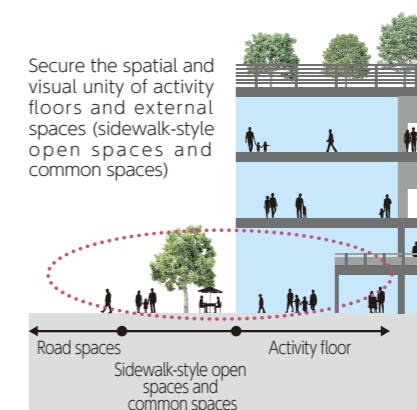 Secure the spatial and
visual unity of activity
floors and external
spaces (sidewalk-style
open spaces and
common spaces)
Road spaces
Activity floor
Sidewalk-style open
spaces and
common spaces